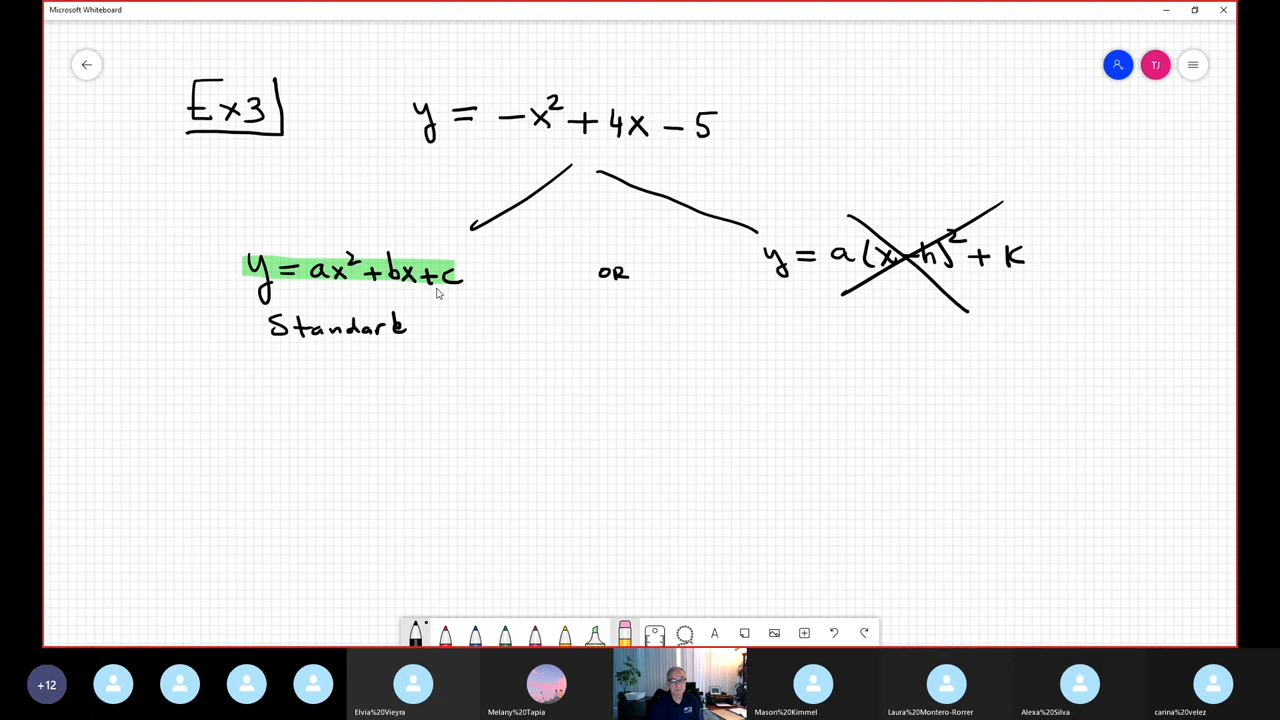 Microsoft Whiteboard
TJ
Ex3
y = -x² + 4x - 5
y = ax² + bx + c
OR
y = a(x-h)² + k
Standark
A
+12
Elvia%20Vieyra
Melany%20Tapia
Mason%20Kimmel
Laura%20Montero-Rorrer
Alexa%20Silva
carina%20velez